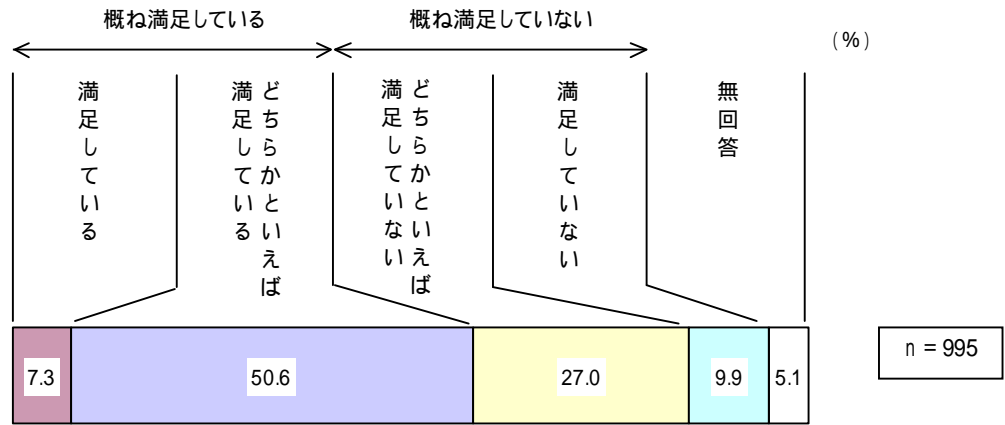 概ね満足している
概ね満足していない
(%)
満足している
どちらかといえば
満足している
どちらかといえば
満足していない
満足していない
無回答
7.3
50.6
27.0
9.9
5.1
n = 995